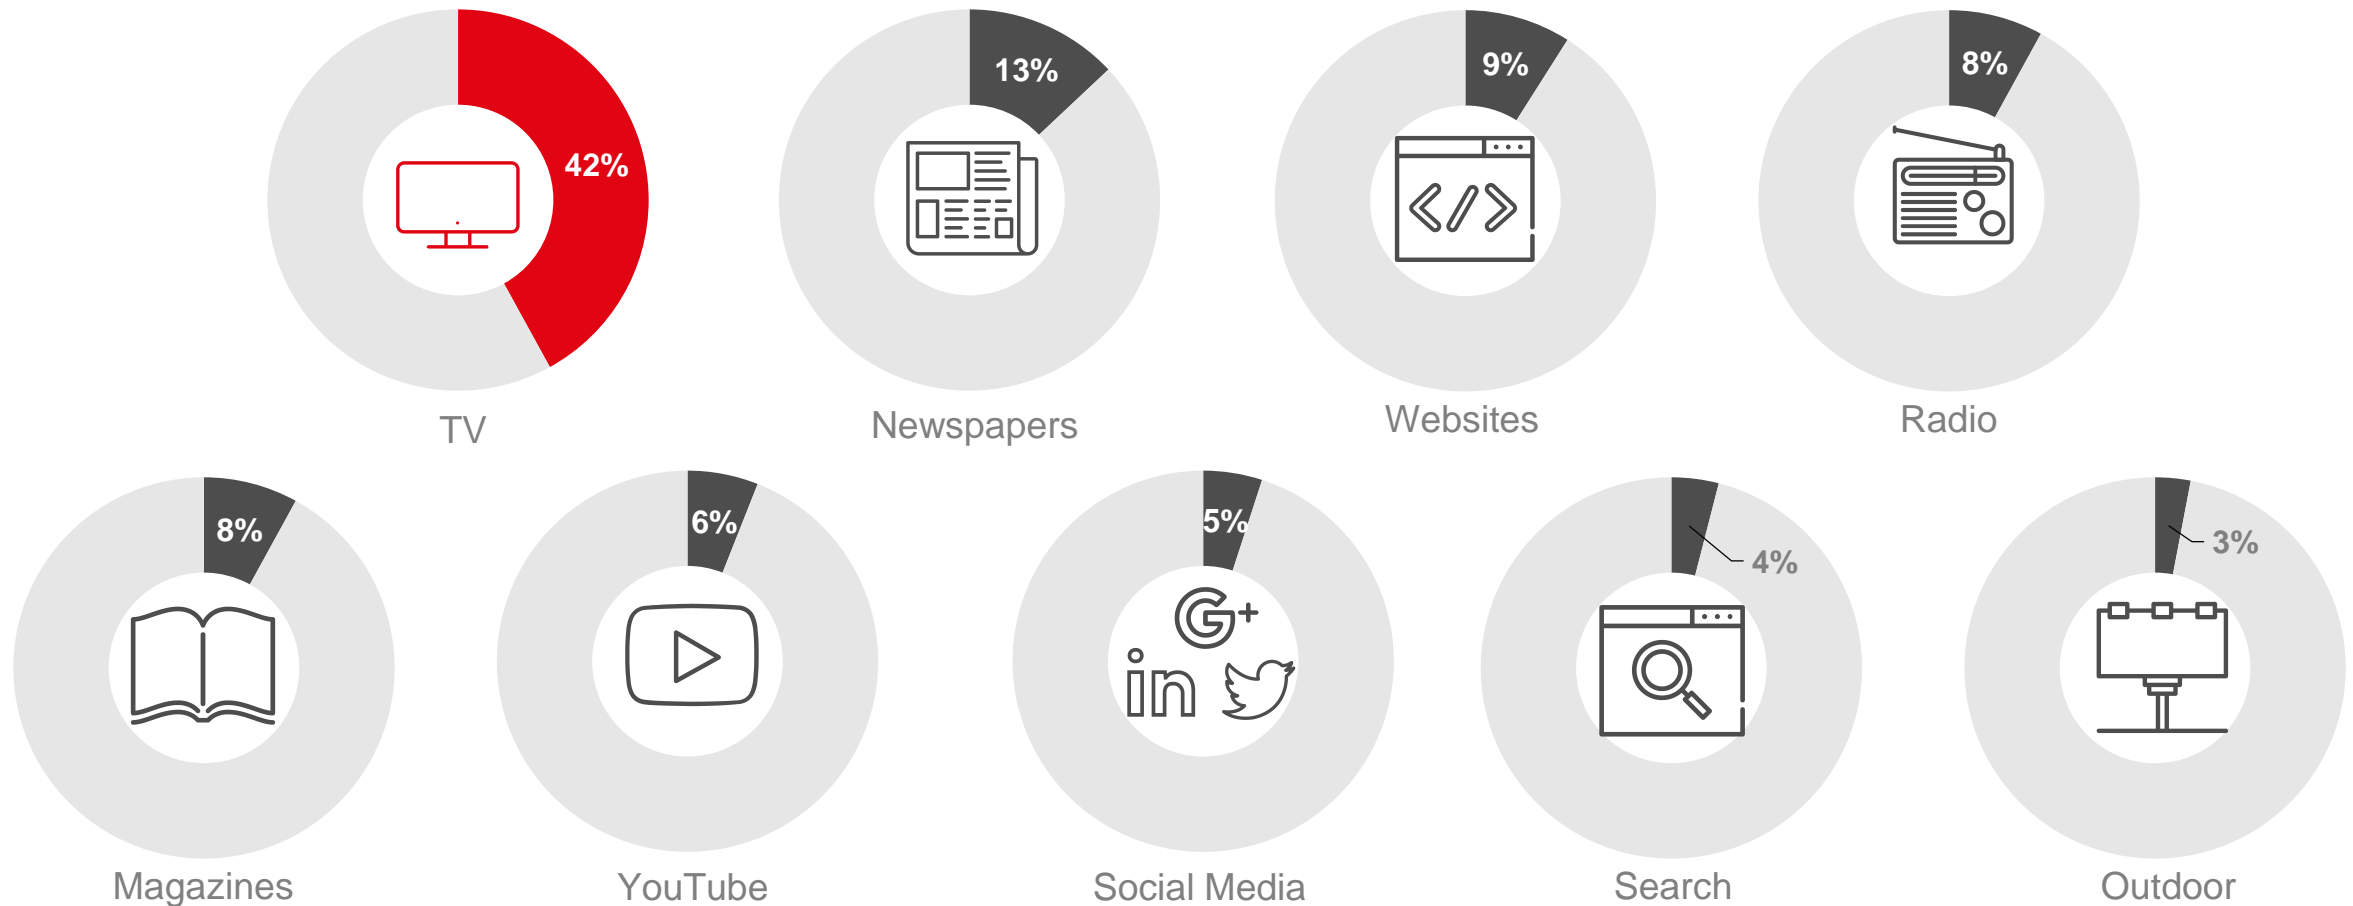 42%
13%
9%
8%
TV
Newspapers
Websites
Radio
8%
6%
5%
4%
3%
G+
in
Magazines
YouTube
Social Media
Search
Outdoor